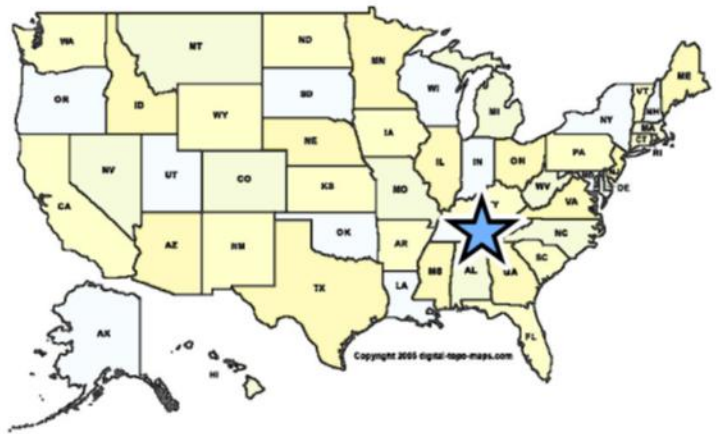 WA
MT
ND
MN
OR
ID
SD
WI
MI
WY
IA
NE
NV
UT
CO
KS
MO
IL
IN
OH
PA
NY
VT
NH
ME
MA
CT
RI
DE
WV
VA
CA
AZ
NM
OK
AR
NC
SC
TX
LA
MS
AL
GA
FL
AK
HI
Copyright 2005 digital-topo-maps.com